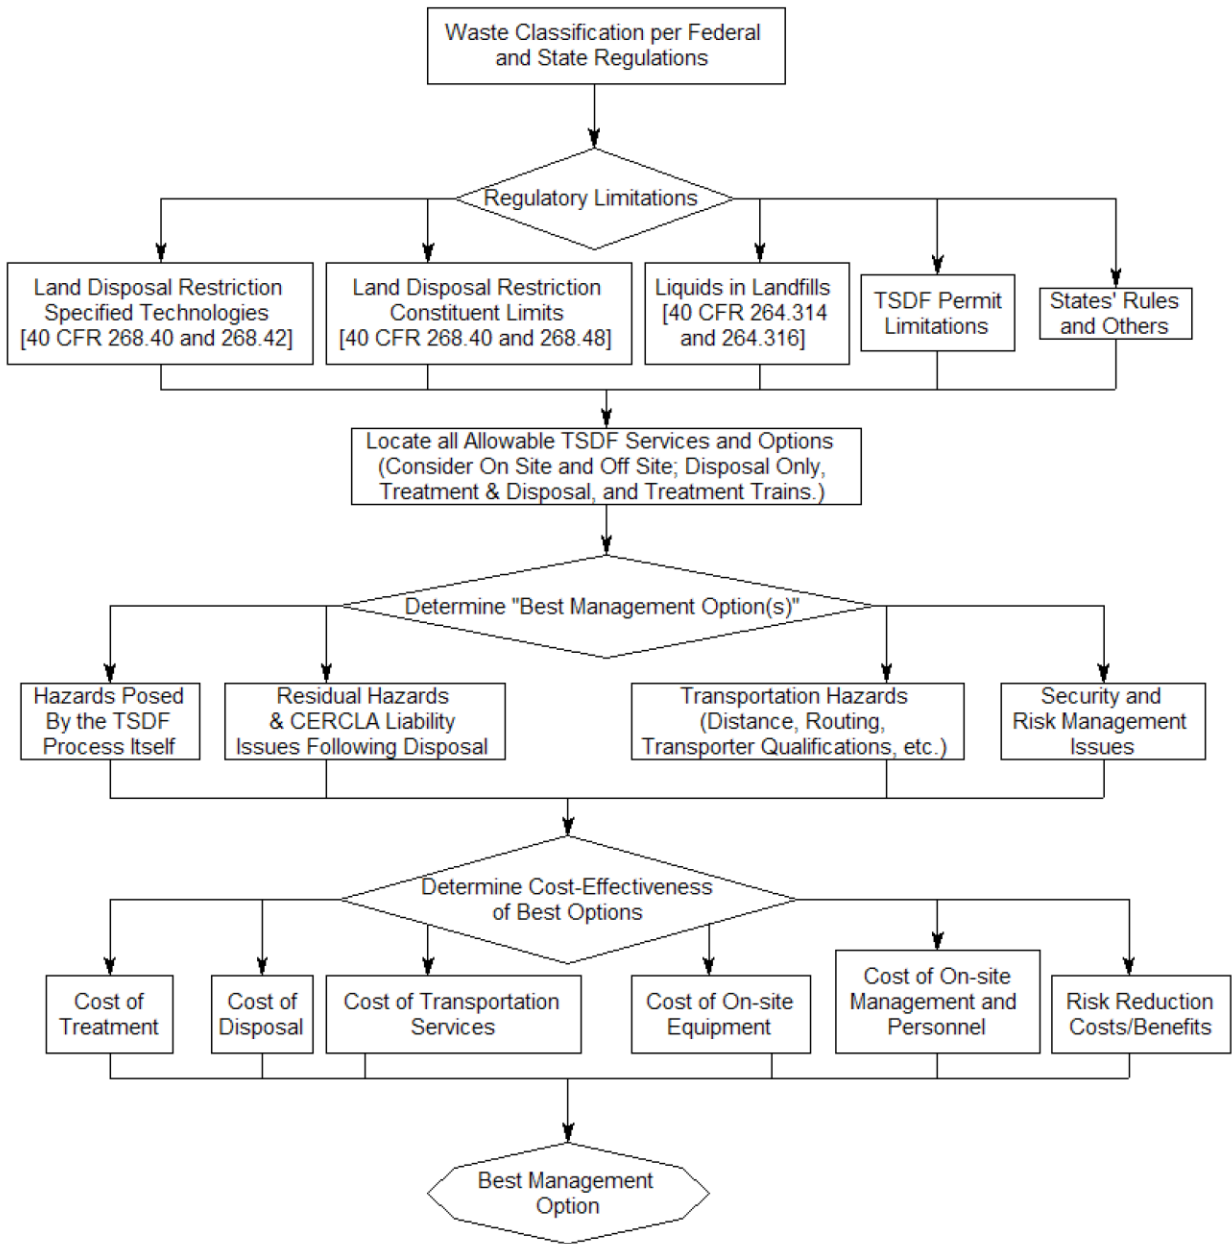 Waste Classification per Federal
and State Regulations
Regulatory Limitations
Land Disposal Restriction
Specified Technologies
[40 CFR 268.40 and 268.42]
Land Disposal Restriction
Constituent Limits
[40 CFR 268.40 and 268.48]
Liquids in Landfills
[40 CFR 264.314
and 264.316]
TSDF Permit
Limitations
States' Rules
and Others
Locate all Allowable TSDF Services and Options
(Consider On Site and Off Site; Disposal Only,
Treatment & Disposal, and Treatment Trains.)
Determine "Best Management Option(s)"
Hazards Posed
By the TSDF
Process Itself
Residual Hazards
& CERCLA Liability
Issues Following Disposal
Transportation Hazards
(Distance, Routing,
Transporter Qualifications, etc.)
Security and
Risk Management
Issues
Determine Cost-Effectiveness
of Best Options
Cost of
Treatment
Cost of
Disposal
Cost of Transportation
Services
Cost of On-site
Equipment
Cost of On-site
Management and
Personnel
Risk Reduction
Costs/Benefits
Best Management
Option